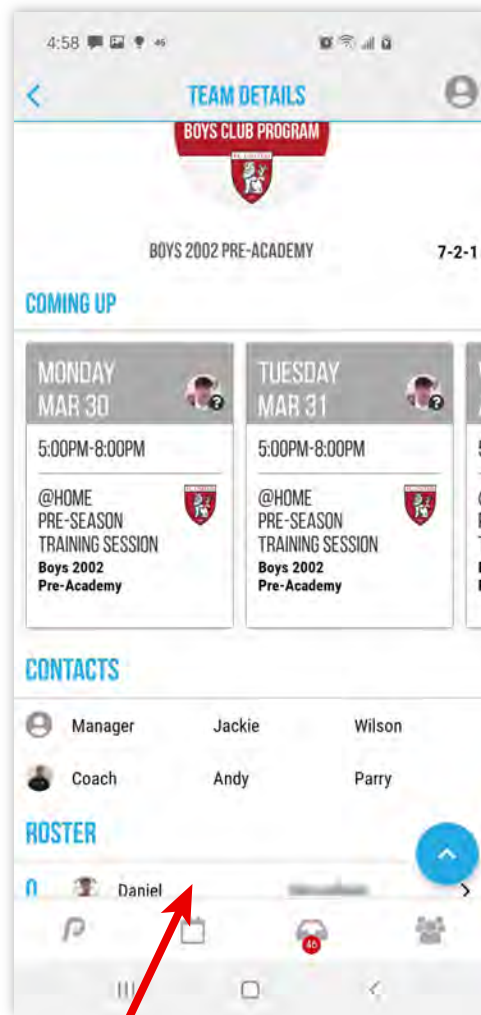 4:58 46
TEAM DETAILS
BOYS CLUB PROGRAM
BOYS 2002 PRE-ACADEMY 7-2-1
COMING UP
MONDAY
MAR 30
5:00PM-8:00PM
@HOME
PRE-SEASON
TRAINING SESSION
Boys 2002
Pre-Academy
TUESDAY
MAR 31
5:00PM-8:00PM
@HOME
PRE-SEASON
TRAINING SESSION
Boys 2002
Pre-Academy
CONTACTS
Manager Jackie Wilson
Coach Andy Parry
ROSTER
0 Daniel
46